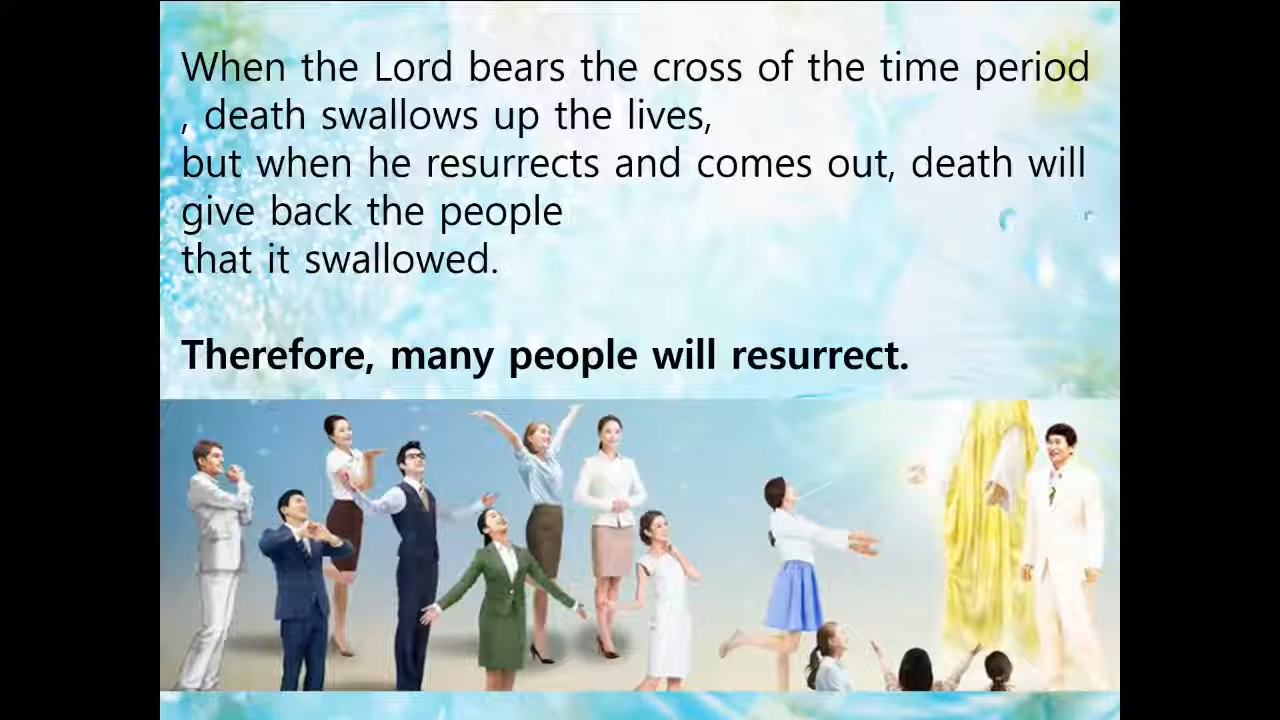 When the Lord bears the cross of the time period
, death swallows up the lives,
but when he resurrects and comes out, death will
give back the people
that it swallowed.
Therefore, many people will resurrect.